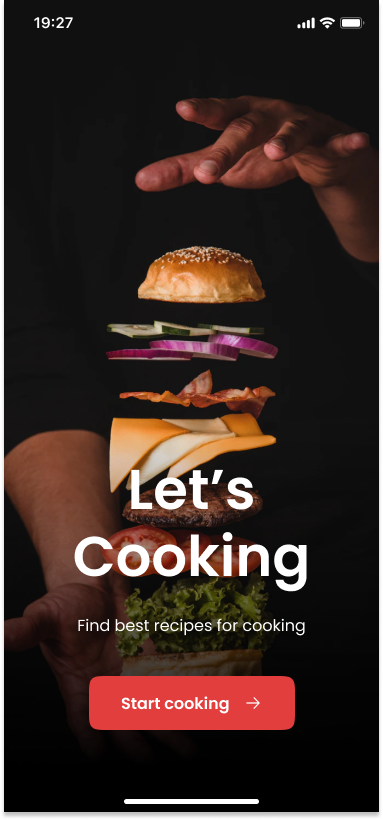 19:27
Let’s
Cooking
Find best recipes for cooking
Start cooking